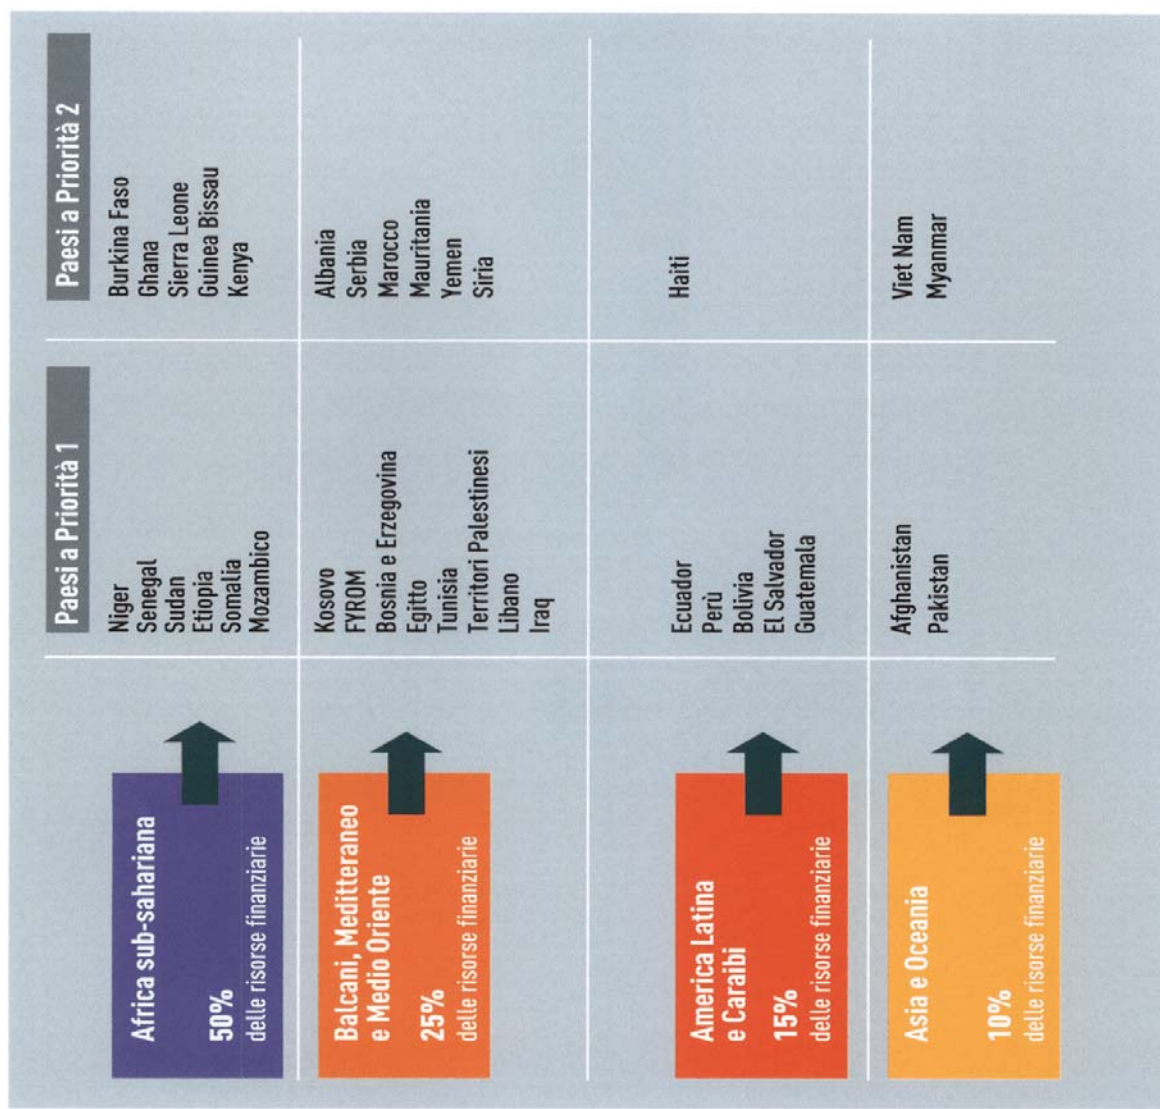 Paesi a Priorità 1
Paesi a Priorità 2
Africa sub-sahariana
50%
delle risorse finanziarie
Niger
Senegal
Sudan
Etiopia
Somalia
Mozambico
Burkina Faso
Ghana
Sierra Leone
Guinea Bissau
Kenya
Balcani, Meditteraneo
e Medio Oriente
25%
delle risorse finanziarie
Kosovo
FYROM
Bosnia e Erzegovina
Egitto
Tunisia
Territori Palestinesi
Libano
Iraq
Albania
Serbia
Marocco
Mauritania
Yemen
Siria
America Latina
e Caraibi
15%
delle risorse finanziarie
Ecuador
Perù
Bolivia
El Salvador
Guatemala
Haiti
Asia e Oceania
10%
delle risorse finanziarie
Afghanistan
Pakistan
Viet Nam
Myanmar